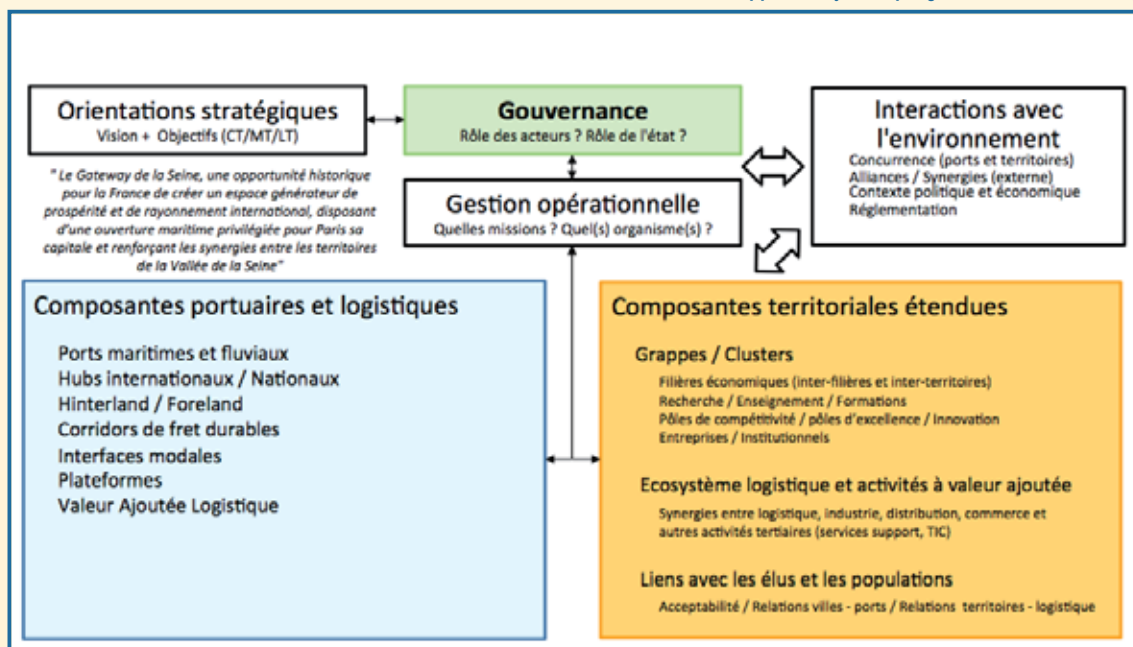 Orientations stratégiques
Vision + Objectifs (CT/MT/LT)
" Le Gateway de la Seine, une opportunité historique
pour la France de créer un espace générateur de
prospérité et de rayonnement international, disposant
d'une ouverture maritime privilégiée pour Paris sa
capitale et renforçant les synergies entre les territoires
de la Vallée de la Seine"
Gouvernance
Rôle des acteurs ? Rôle de l'état ?
Gestion opérationnelle
Quelles missions ? Quel(s) organisme(s) ?
Interactions avec
l'environnement
Concurrence (ports et territoires)
Alliances / Synergies (externe)
Contexte politique et économique
Réglementation
Composantes portuaires et logistiques
Ports maritimes et fluviaux
Hubs internationaux / Nationaux
Hinterland / Foreland
Corridors de fret durables
Interfaces modales
Plateformes
Valeur Ajoutée Logistique
Composantes territoriales étendues
Grappes / Clusters
Filières économiques (inter-filières et inter-territoires)
Recherche / Enseignement / Formations
Pôles de compétitivité / pôles d'excellence / Innovation
Entreprises / Institutionnels
Ecosystème logistique et activités à valeur ajoutée
Synergies entre logistique, industrie, distribution, commerce et
autres activités tertiaires (services support, TIC)
Liens avec les élus et les populations
Acceptabilité / Relations villes - ports / Relations territoires - logistique